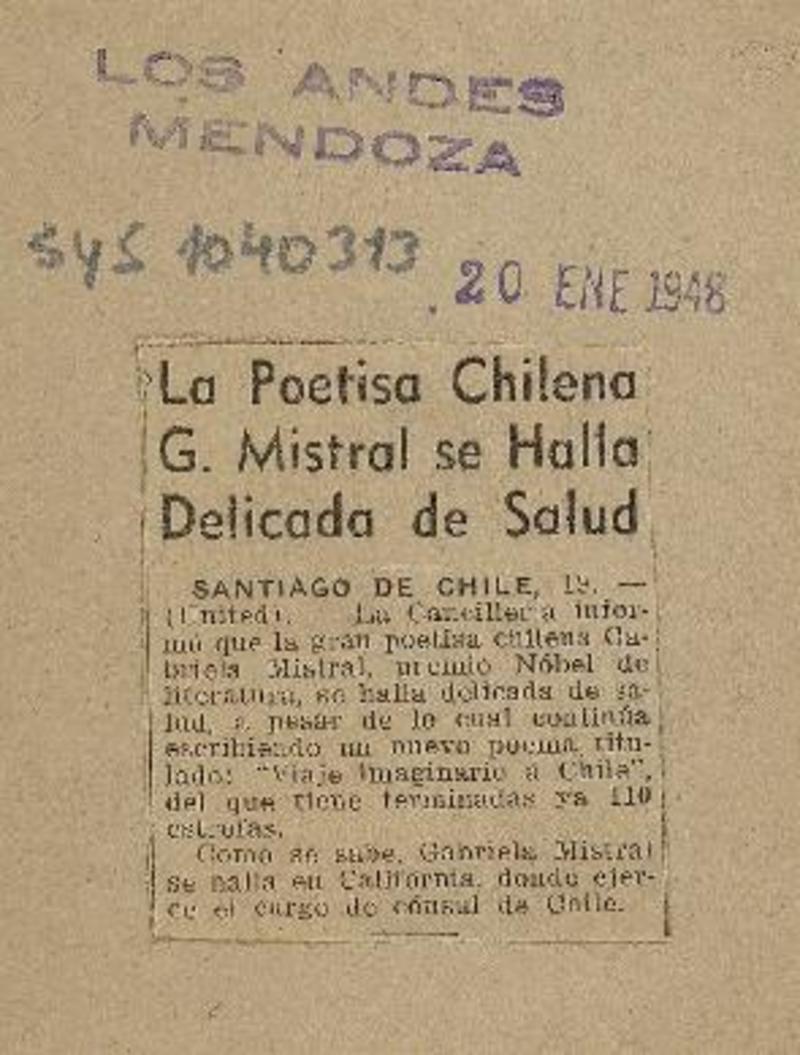 LOS ANDES
MENDOZA
SYS 1040313
20 ENE 1948
La Poetisa Chilena
G. Mistral se Halla
Delicada de Salud
SANTIAGO DE CHILE, 19. —
(United). La Cancillería infor-
mó que la gran poetisa chilena Ga-
briela Mistral, premio Nóbel de
literatura, se halla delicada de sa-
lud, a pesar de lo cual continúa
escribiendo un nuevo poema titu-
lado: "Viaje Imaginario a Chile",
del que tiene terminadas ya 110
estrofas.
Como se sabe, Gabriela Mistral
se halla en California, donde ejer-
ce el cargo de cónsul de Chile.